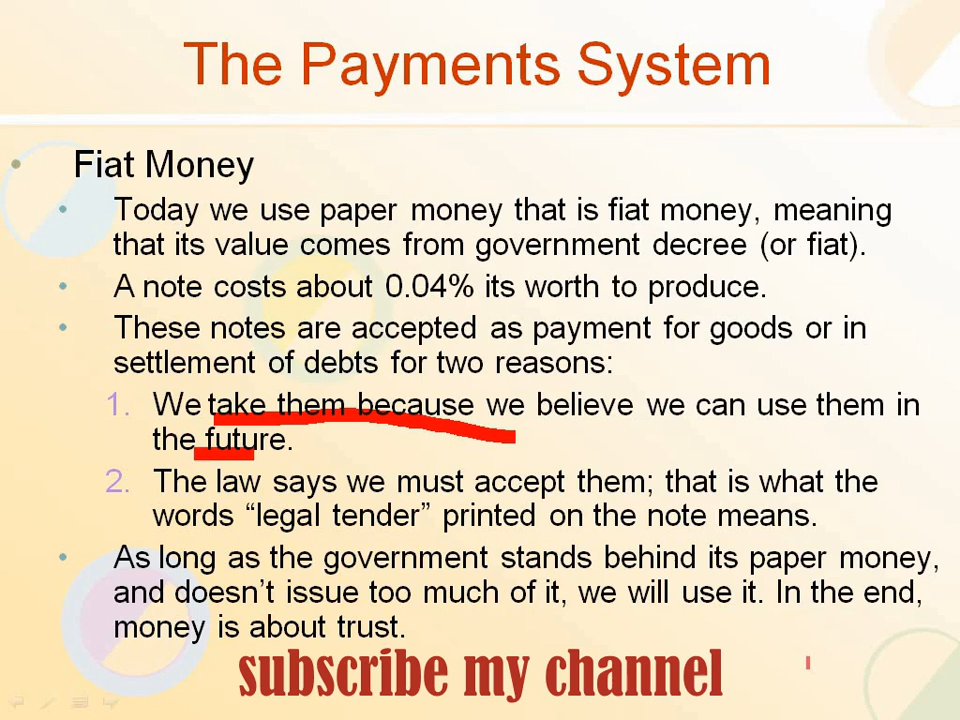 The Payments System
• Fiat Money
• Today we use paper money that is fiat money, meaning
that its value comes from government decree (or fiat).
• A note costs about 0.04% its worth to produce.
• These notes are accepted as payment for goods or in
settlement of debts for two reasons:
1. We take them because we believe we can use them in
the future.
2. The law says we must accept them; that is what the
words “legal tender” printed on the note means.
• As long as the government stands behind its paper money,
and doesn’t issue too much of it, we will use it. In the end,
money is about trust.
subscribe my channel